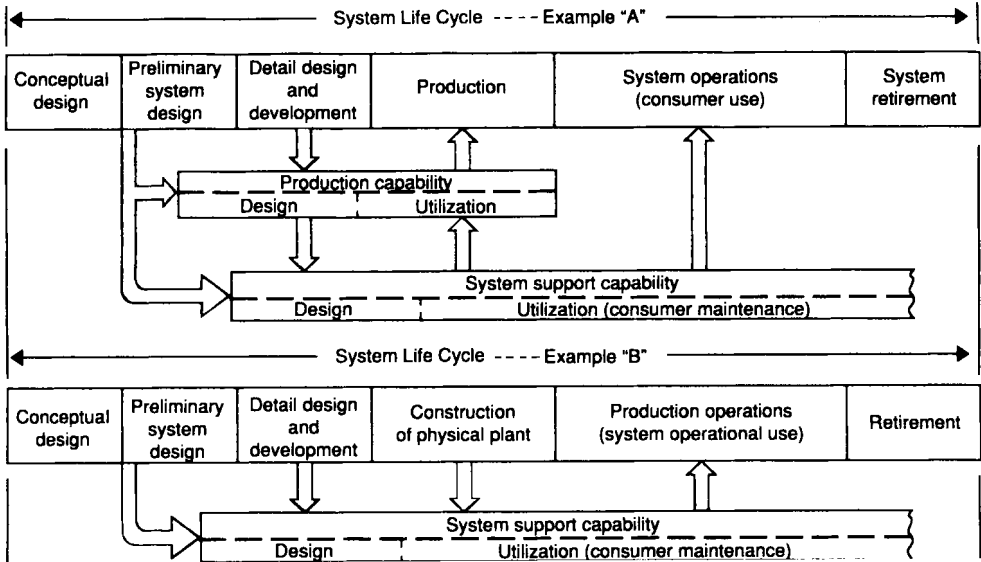 System Life Cycle ---- Example "A"
Conceptual
design
Preliminary
system
design
Detail design
and
development
Production
System operations
(consumer use)
System
retirement
Production capability
Design
Utilization
System support capability
Design
Utilization (consumer maintenance)
System Life Cycle ---- Example "B"
Conceptual
design
Preliminary
system
design
Detail design
and
development
Construction
of physical plant
Production operations
(system operational use)
Retirement
System support capability
Design
Utilization (consumer maintenance)